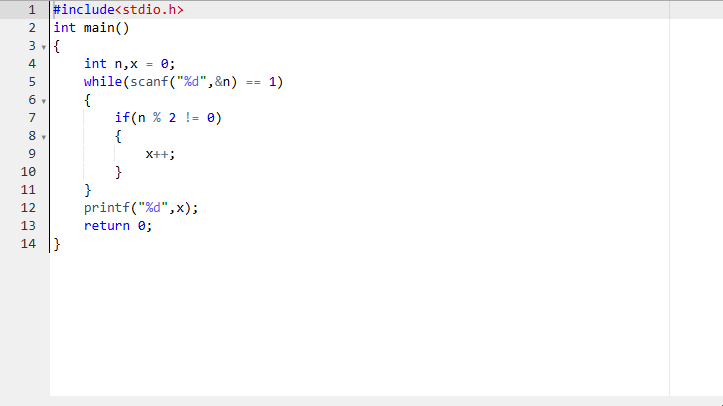 1 #include<stdio.h>
2 int main()
3 {
4     int n,x = 0;
5     while(scanf("%d",&n) == 1)
6     {
7         if(n % 2 != 0)
8         {
9             x++;
10         }
11     }
12     printf("%d",x);
13     return 0;
14 }